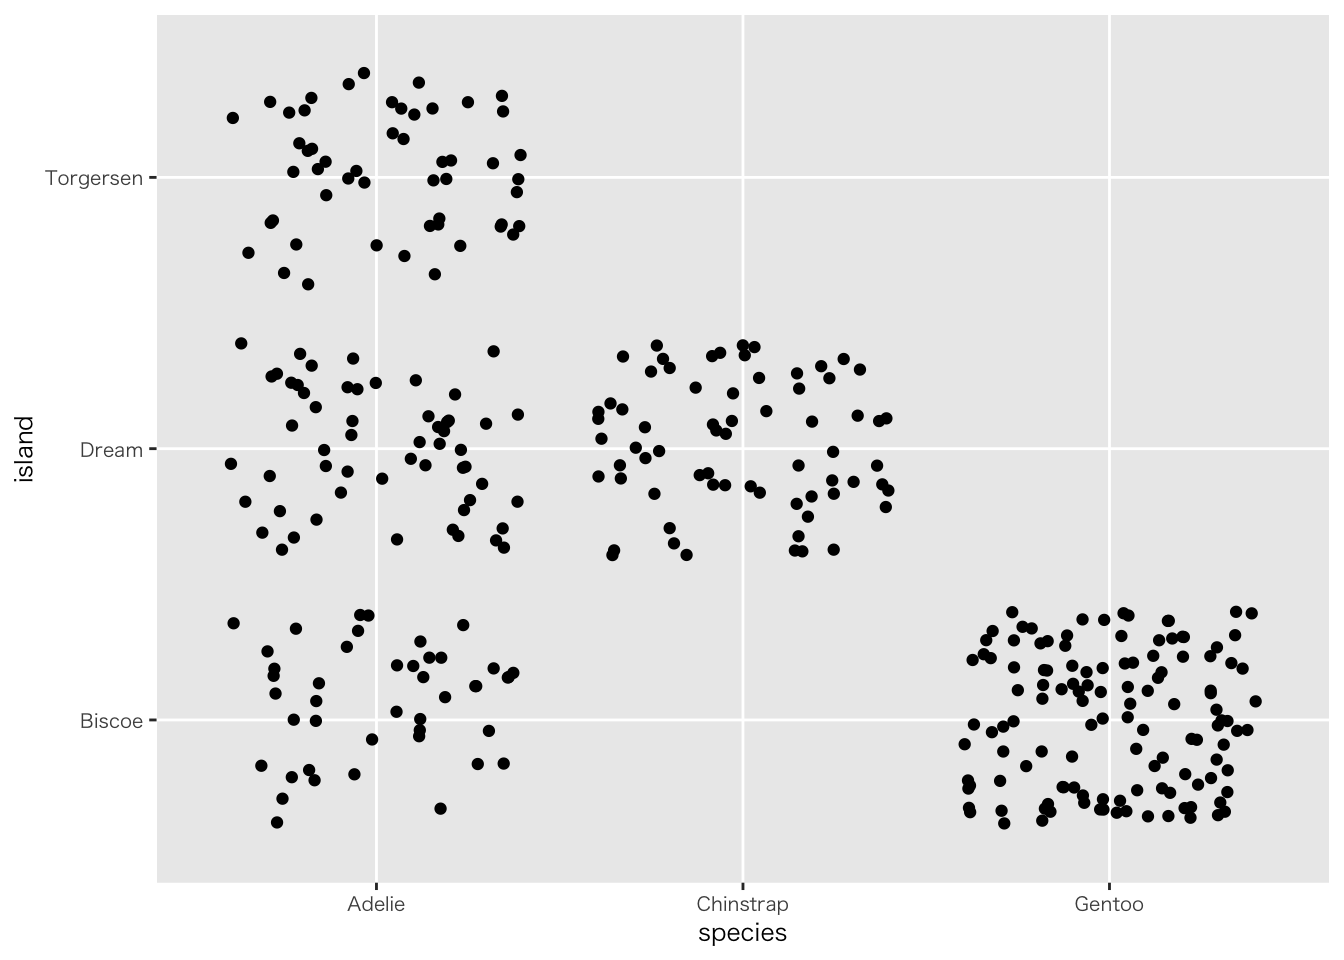 Torgersen
Dream
Biscoe
island
Adelie
Chinstrap
Gentoo
species